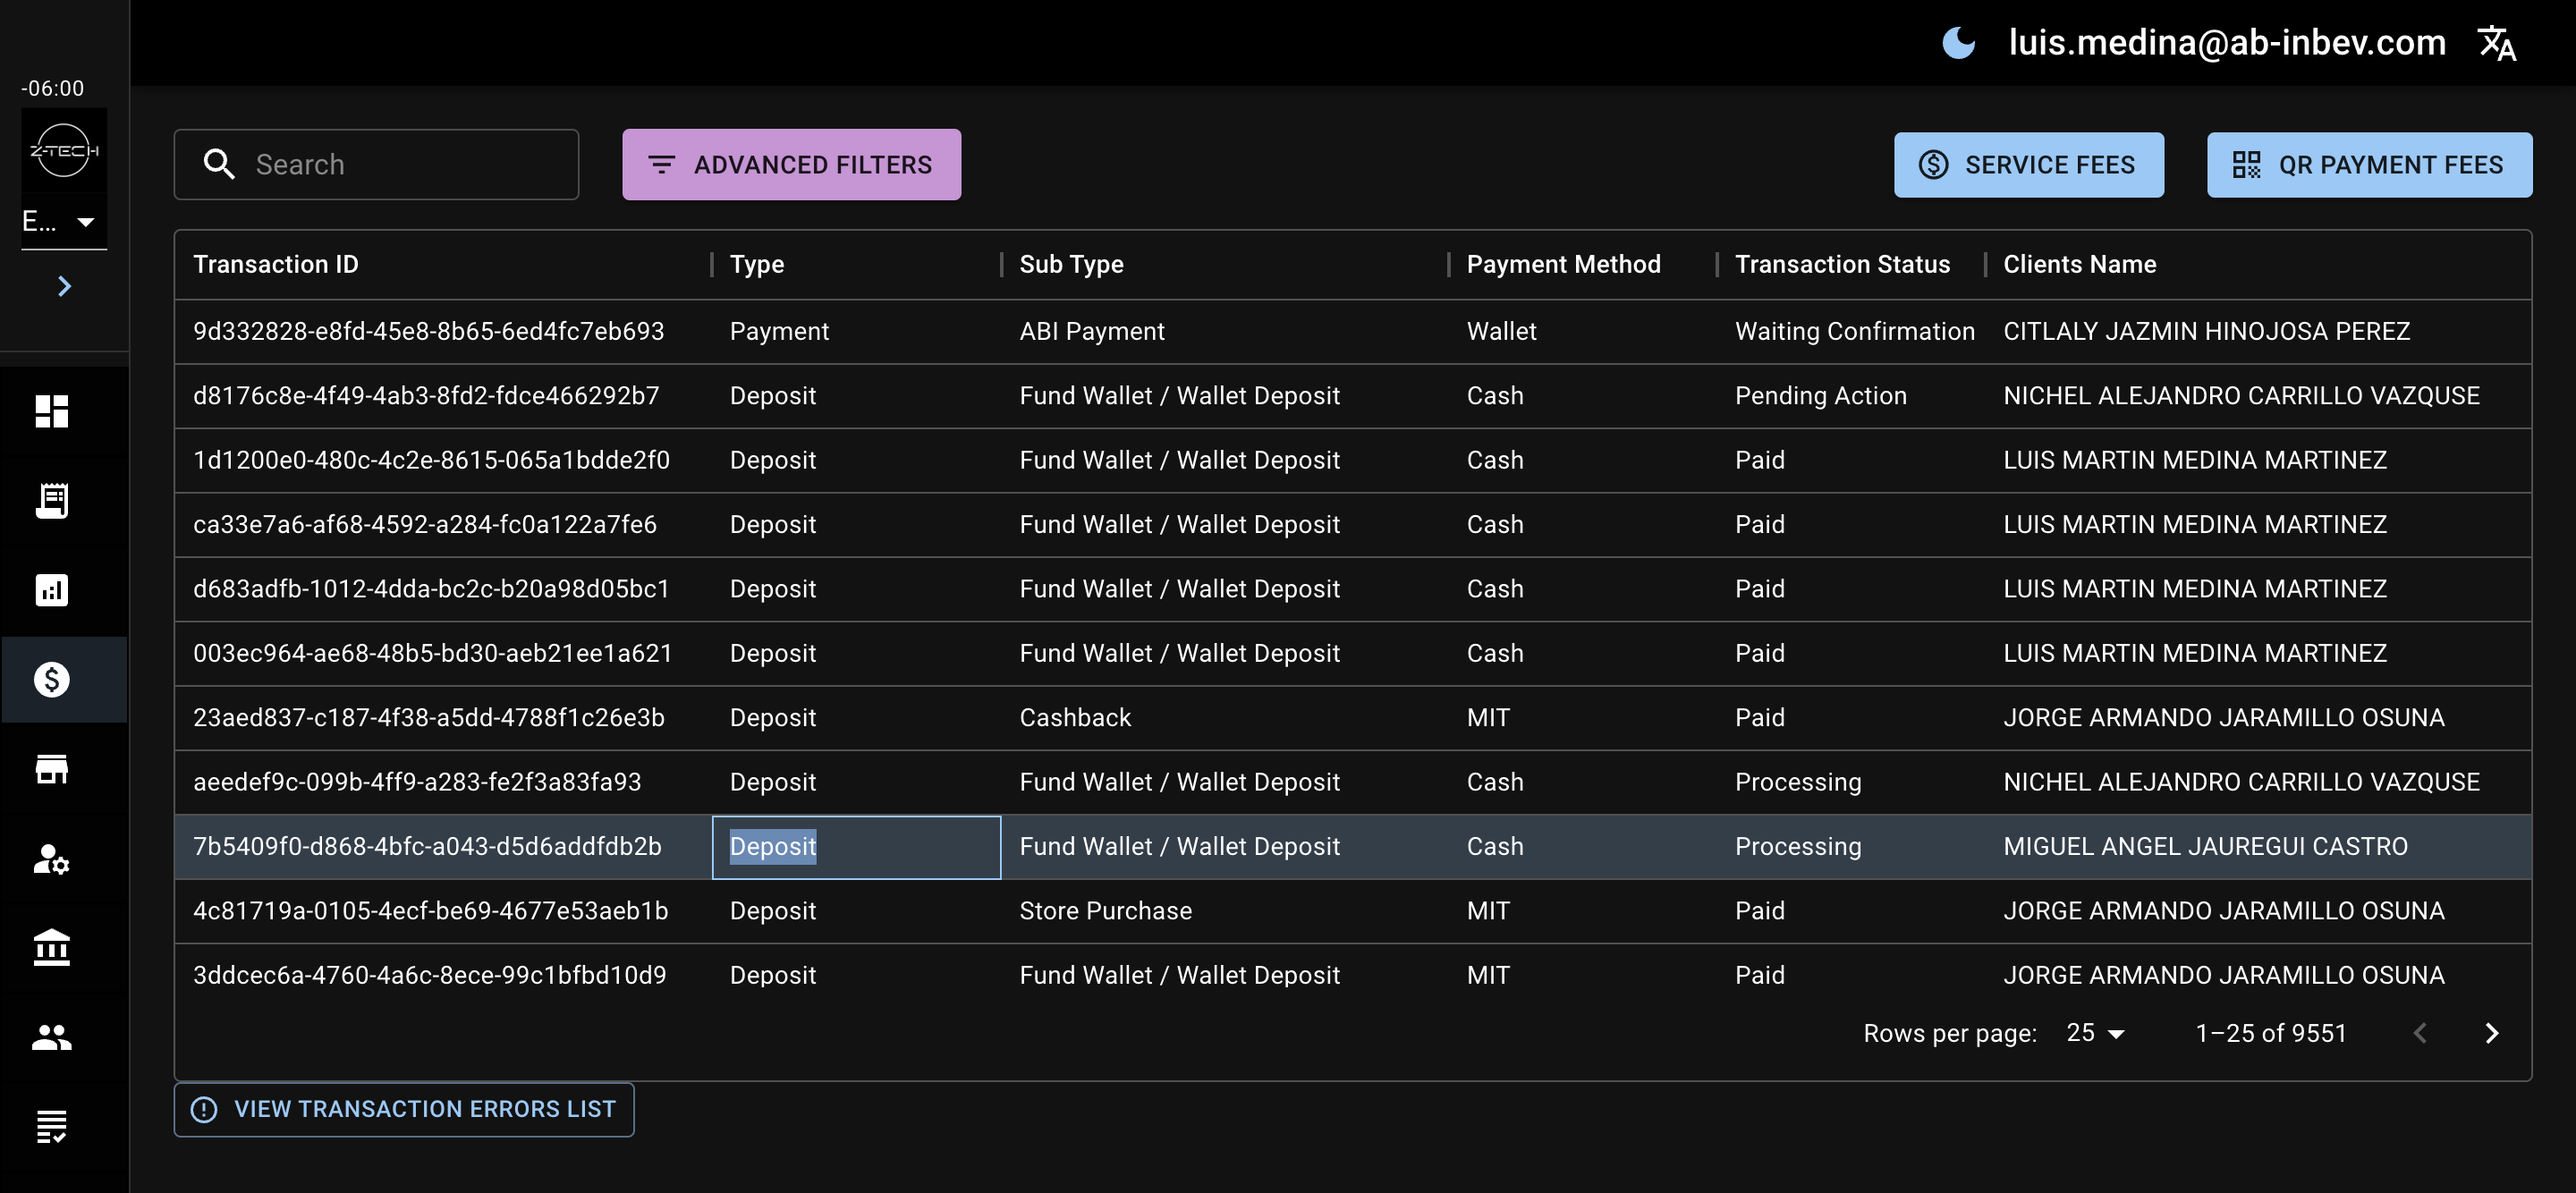 luis.medina@ab-inbev.com
-06:00
Z-TECH
E...
Search
ADVANCED FILTERS
SERVICE FEES
QR PAYMENT FEES
Transaction ID Type Sub Type Payment Method Transaction Status Clients Name
9d332828-e8fd-45e8-8b65-6ed4fc7eb693 Payment ABI Payment Wallet Waiting Confirmation CITLALY JAZMIN HINOJOSA PEREZ
d8176c8e-4f49-4ab3-8fd2-fdce466292b7 Deposit Fund Wallet / Wallet Deposit Cash Pending Action NICHEL ALEJANDRO CARRILLO VAZQUSE
1d1200e0-480c-4c2e-8615-065a1bdde2f0 Deposit Fund Wallet / Wallet Deposit Cash Paid LUIS MARTIN MEDINA MARTINEZ
ca33e7a6-af68-4592-a284-fc0a122a7fe6 Deposit Fund Wallet / Wallet Deposit Cash Paid LUIS MARTIN MEDINA MARTINEZ
d683adfb-1012-4dda-bc2c-b20a98d05bc1 Deposit Fund Wallet / Wallet Deposit Cash Paid LUIS MARTIN MEDINA MARTINEZ
003ec964-ae68-48b5-bd30-aeb21ee1a621 Deposit Fund Wallet / Wallet Deposit Cash Paid LUIS MARTIN MEDINA MARTINEZ
23aed837-c187-4f38-a5dd-4788f1c26e3b Deposit Cashback MIT Paid JORGE ARMANDO JARAMILLO OSUNA
aeedef9c-099b-4ff9-a283-fe2f3a83fa93 Deposit Fund Wallet / Wallet Deposit Cash Processing NICHEL ALEJANDRO CARRILLO VAZQUSE
7b5409f0-d868-4bfc-a043-d5d6addfdb2b Deposit Fund Wallet / Wallet Deposit Cash Processing MIGUEL ANGEL JAUREGUI CASTRO
4c81719a-0105-4ecf-be69-4677e53aeb1b Deposit Store Purchase MIT Paid JORGE ARMANDO JARAMILLO OSUNA
3ddcec6a-4760-4a6c-8ece-99c1bfbd10d9 Deposit Fund Wallet / Wallet Deposit MIT Paid JORGE ARMANDO JARAMILLO OSUNA
Rows per page: 25 1–25 of 9551
VIEW TRANSACTION ERRORS LIST